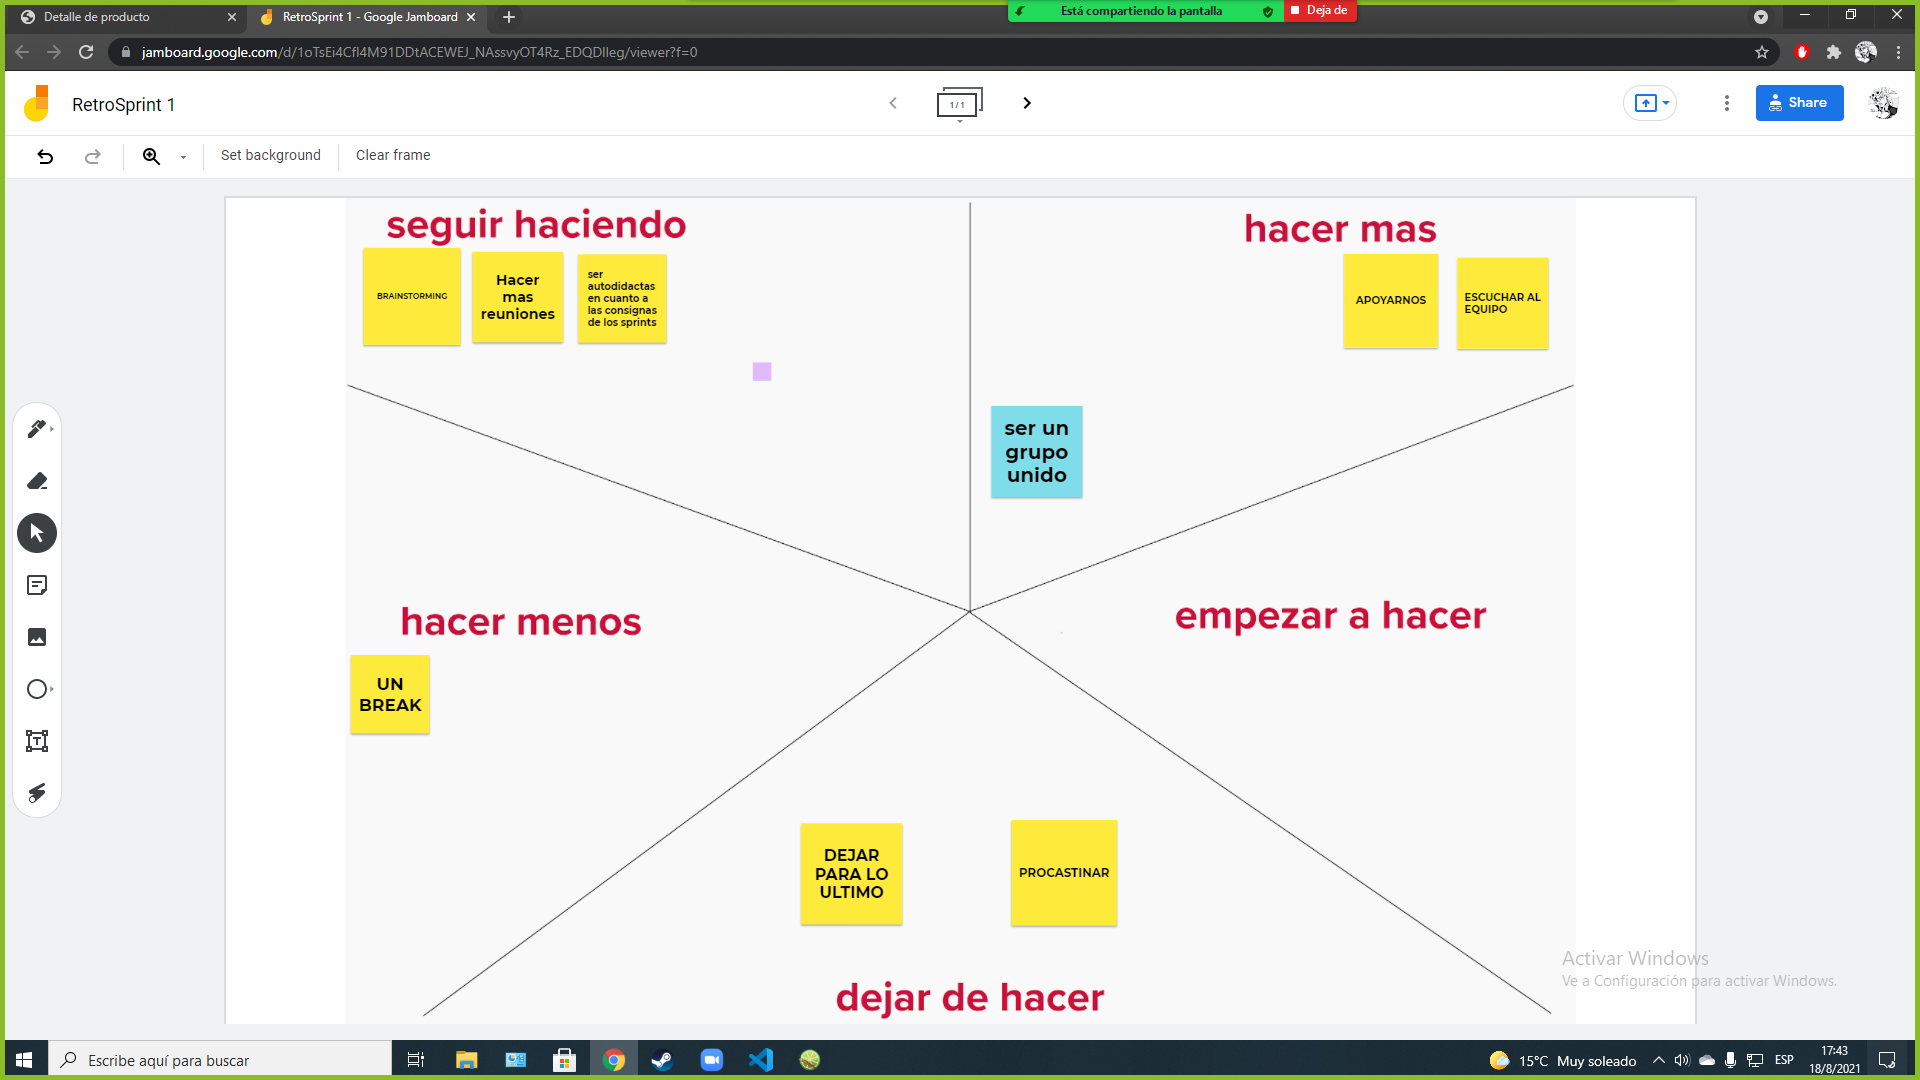 Detalle de producto
RetroSprint 1 - Google Jamboard
Está compartiendo la pantalla
Deja de
jamboard.google.com/d/1oTsEi4CfI4M91DDtACEWEJ_NAssvyOT4Rz_EDQDlleg/viewer?f=0
RetroSprint 1
1 / 1
Share
Set background
Clear frame
seguir haciendo
hacer mas
BRAINSTORMING
Hacer
mas
reuniones
ser
autodidactas
en cuanto a
las consignas
de los sprints
APOYARNOS
ESCUCHAR AL
EQUIPO
ser un
grupo
unido
hacer menos
empezar a hacer
UN
BREAK
DEJAR
PARA LO
ULTIMO
PROCASTINAR
dejar de hacer
Activar Windows
Ve a Configuración para activar Windows.
Escribe aquí para buscar
15°C Muy soleado
ESP
17:43
18/8/2021